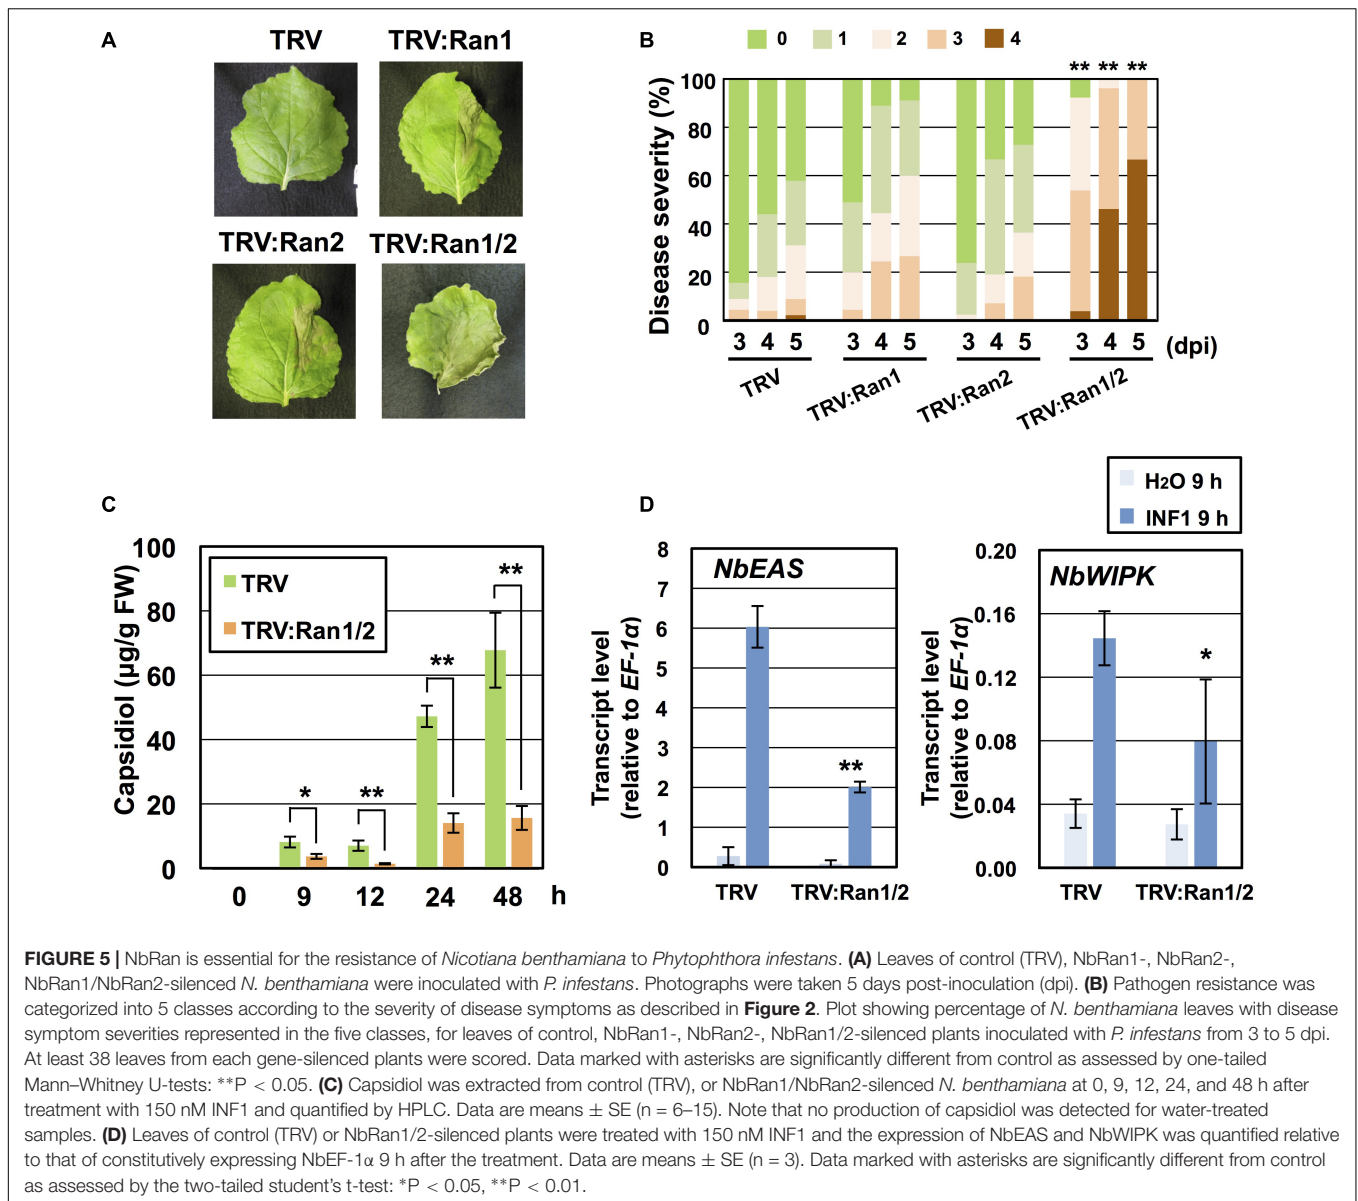 A
TRV
TRV:Ran1
TRV:Ran2
TRV:Ran1/2
B
0 1 2 3 4
Disease severity (%)
100
80
60
40
20
0
** ** **
3 4 5 3 4 5 3 4 5 3 4 5 (dpi)
TRV
TRV:Ran1
TRV:Ran2
TRV:Ran1/2
C
Capsidiol (µg/g FW)
100
80
60
40
20
0
TRV
TRV:Ran1/2
* ** ** **
0 9 12 24 48 h
D
H2O 9 h
INF1 9 h
Transcript level
(relative to EF-1α)
8
7
6
5
4
3
2
1
0
NbEAS
**
TRV TRV:Ran1/2
Transcript level
(relative to EF-1α)
0.20
0.16
0.12
0.08
0.04
0.00
NbWIPK
*
TRV TRV:Ran1/2
FIGURE 5 | NbRan is essential for the resistance of Nicotiana benthamiana to Phytophthora infestans. (A) Leaves of control (TRV), NbRan1-, NbRan2-,
NbRan1/NbRan2-silenced N. benthamiana were inoculated with P. infestans. Photographs were taken 5 days post-inoculation (dpi). (B) Pathogen resistance was
categorized into 5 classes according to the severity of disease symptoms as described in Figure 2. Plot showing percentage of N. benthamiana leaves with disease
symptom severities represented in the five classes, for leaves of control, NbRan1-, NbRan2-, NbRan1/2-silenced plants inoculated with P. infestans from 3 to 5 dpi.
At least 38 leaves from each gene-silenced plants were scored. Data marked with asterisks are significantly different from control as assessed by one-tailed
Mann–Whitney U-tests: **P < 0.05. (C) Capsidiol was extracted from control (TRV), or NbRan1/NbRan2-silenced N. benthamiana at 0, 9, 12, 24, and 48 h after
treatment with 150 nM INF1 and quantified by HPLC. Data are means ± SE (n = 6–15). Note that no production of capsidiol was detected for water-treated
samples. (D) Leaves of control (TRV) or NbRan1/2-silenced plants were treated with 150 nM INF1 and the expression of NbEAS and NbWIPK was quantified relative
to that of constitutively expressing NbEF-1α 9 h after the treatment. Data are means ± SE (n = 3). Data marked with asterisks are significantly different from control
as assessed by the two-tailed student's t-test: *P < 0.05, **P < 0.01.